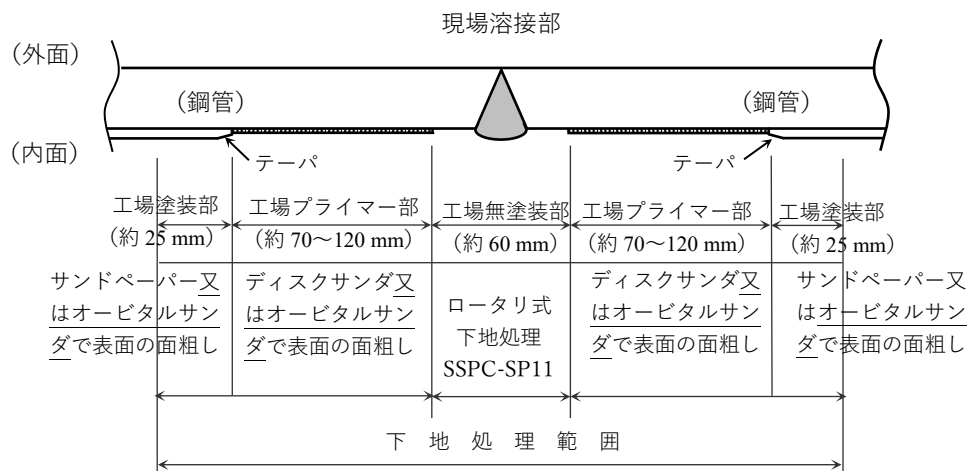 現場溶接部
（外面）
（鋼管）
（鋼管）
（内面）
テーパ
テーパ
工場塗装部
（約 25 mm）
工場プライマー部
（約 70～120 mm）
工場無塗装部
（約 60 mm）
工場プライマー部
（約 70～120 mm）
工場塗装部
（約 25 mm）
サンドペーパー又
はオービタルサン
ダで表面の面粗し
ディスクサンダ又
はオービタルサン
ダで表面の面粗し
ロータリ式
下地処理
SSPC-SP11
ディスクサンダ又
はオービタルサン
ダで表面の面粗し
サンドペーパー又
はオービタルサン
ダで表面の面粗し
下 地 処 理 範 囲